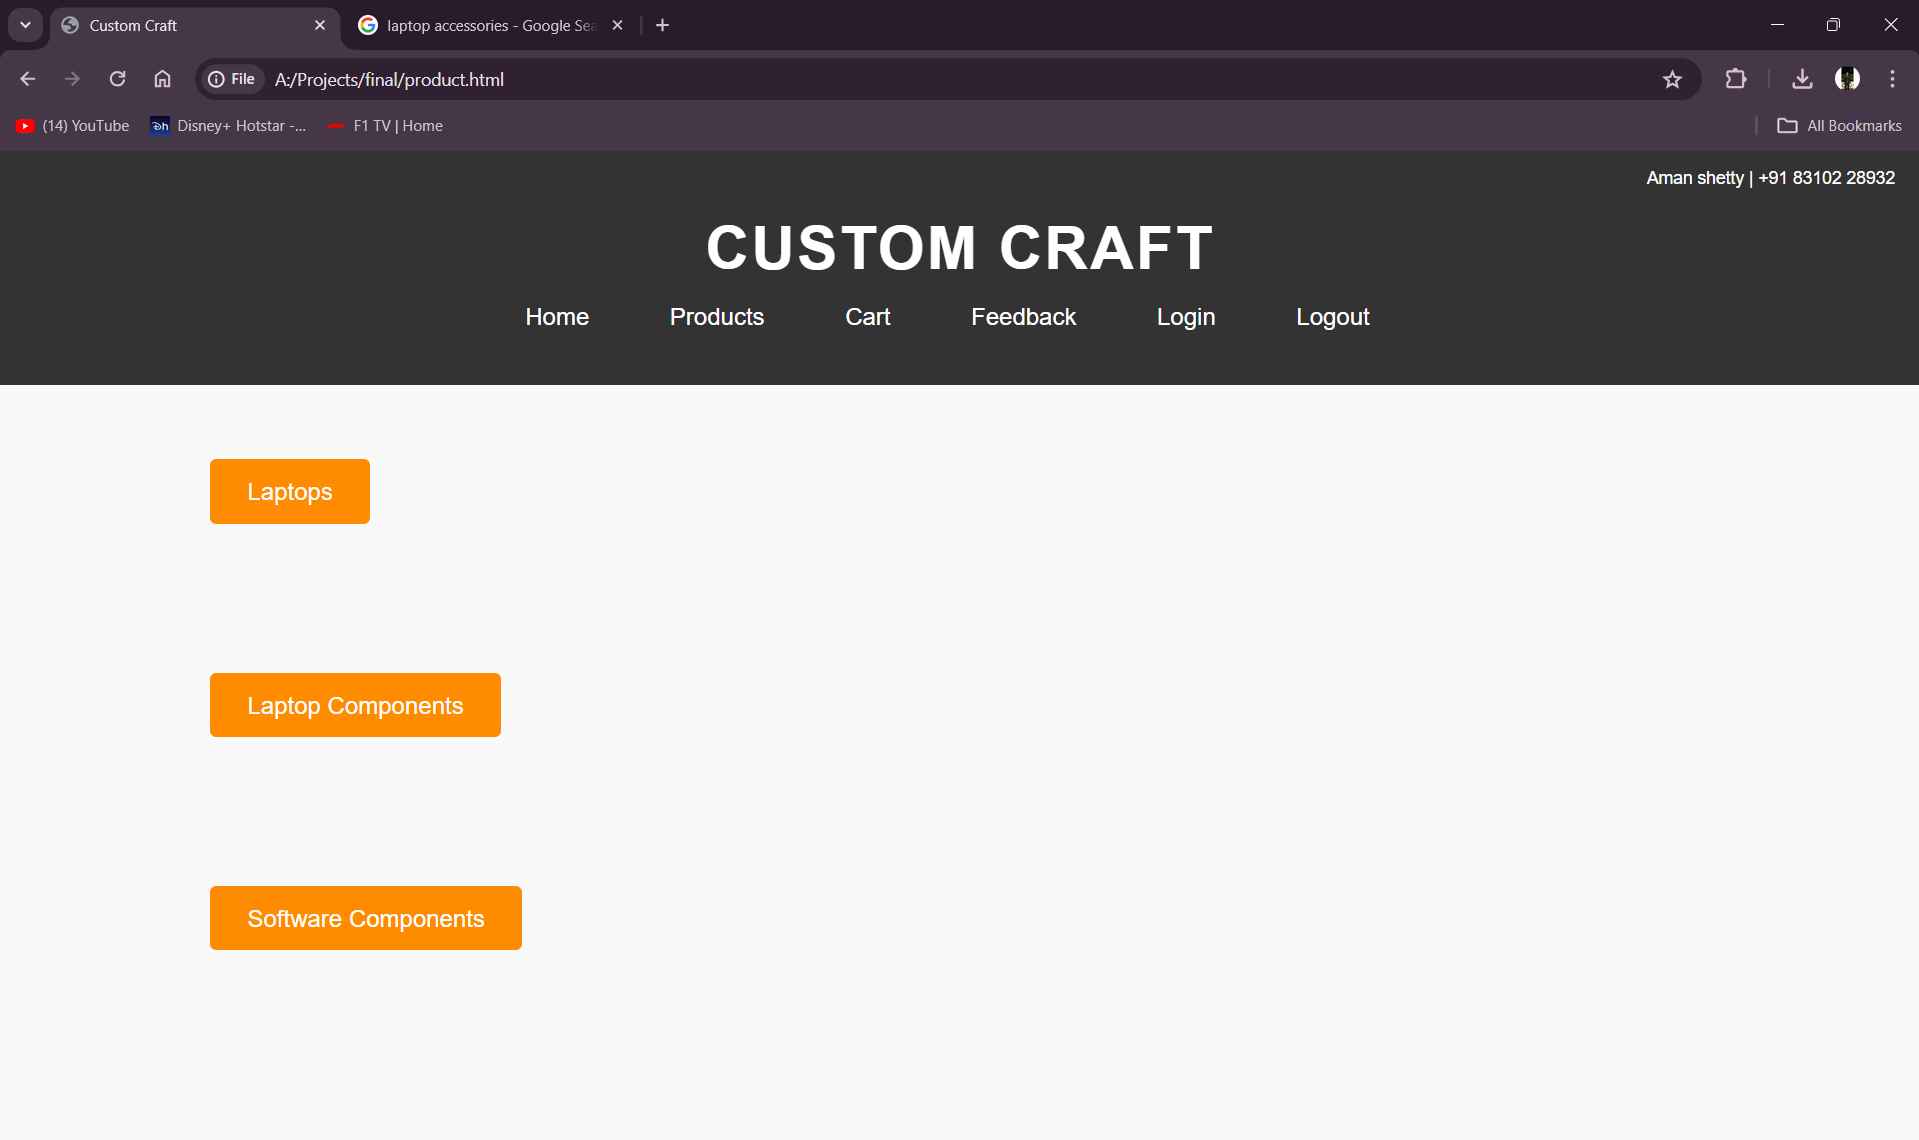 Custom Craft
laptop accessories - Google Sea
File
A:/Projects/final/product.html
(14) YouTube
Disney+ Hotstar -...
F1 TV | Home
All Bookmarks
Aman shetty | +91 83102 28932
CUSTOM CRAFT
Home Products Cart Feedback Login Logout
Laptops
Laptop Components
Software Components